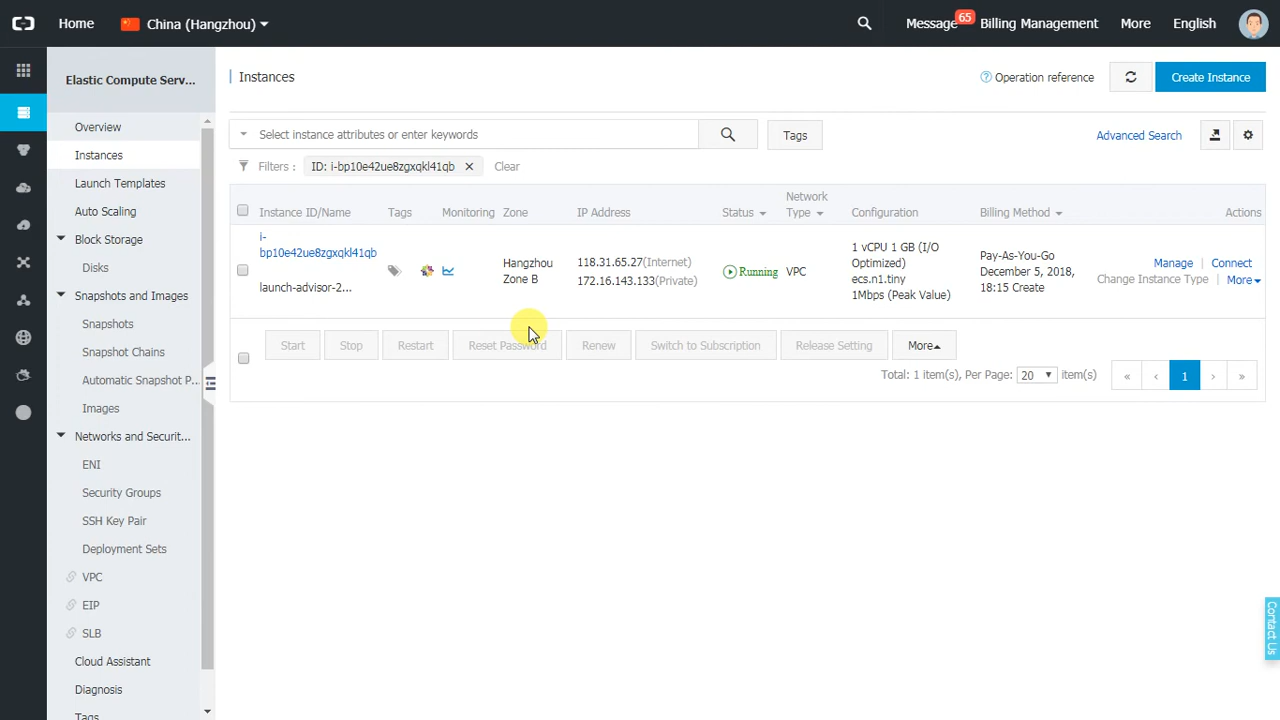 Home
China (Hangzhou)
Message 65
Billing Management
More
English
Elastic Compute Serv...
Overview
Instances
Launch Templates
Auto Scaling
Block Storage
Disks
Snapshots and Images
Snapshots
Snapshot Chains
Automatic Snapshot P...
Images
Networks and Securit...
ENI
Security Groups
SSH Key Pair
Deployment Sets
VPC
EIP
SLB
Cloud Assistant
Diagnosis
Tags
Instances
Operation reference
Create Instance
Select instance attributes or enter keywords
Tags
Advanced Search
Filters :
ID: i-bp10e42ue8zgxqkl41qb
Clear
Instance ID/Name
Tags
Monitoring
Zone
IP Address
Status
Network
Type
Configuration
Billing Method
Actions
i-
bp10e42ue8zgxqkl41qb
launch-advisor-2...
Hangzhou
Zone B
118.31.65.27(Internet)
172.16.143.133(Private)
Running
VPC
1 vCPU 1 GB (I/O
Optimized)
ecs.n1.tiny
1Mbps (Peak Value)
Pay-As-You-Go
December 5, 2018,
18:15 Create
Manage
Connect
Change Instance Type
More
Start
Stop
Restart
Reset Password
Renew
Switch to Subscription
Release Setting
More
Total: 1 item(s), Per Page: 20 item(s)
« ‹ 1 › »
Contact Us